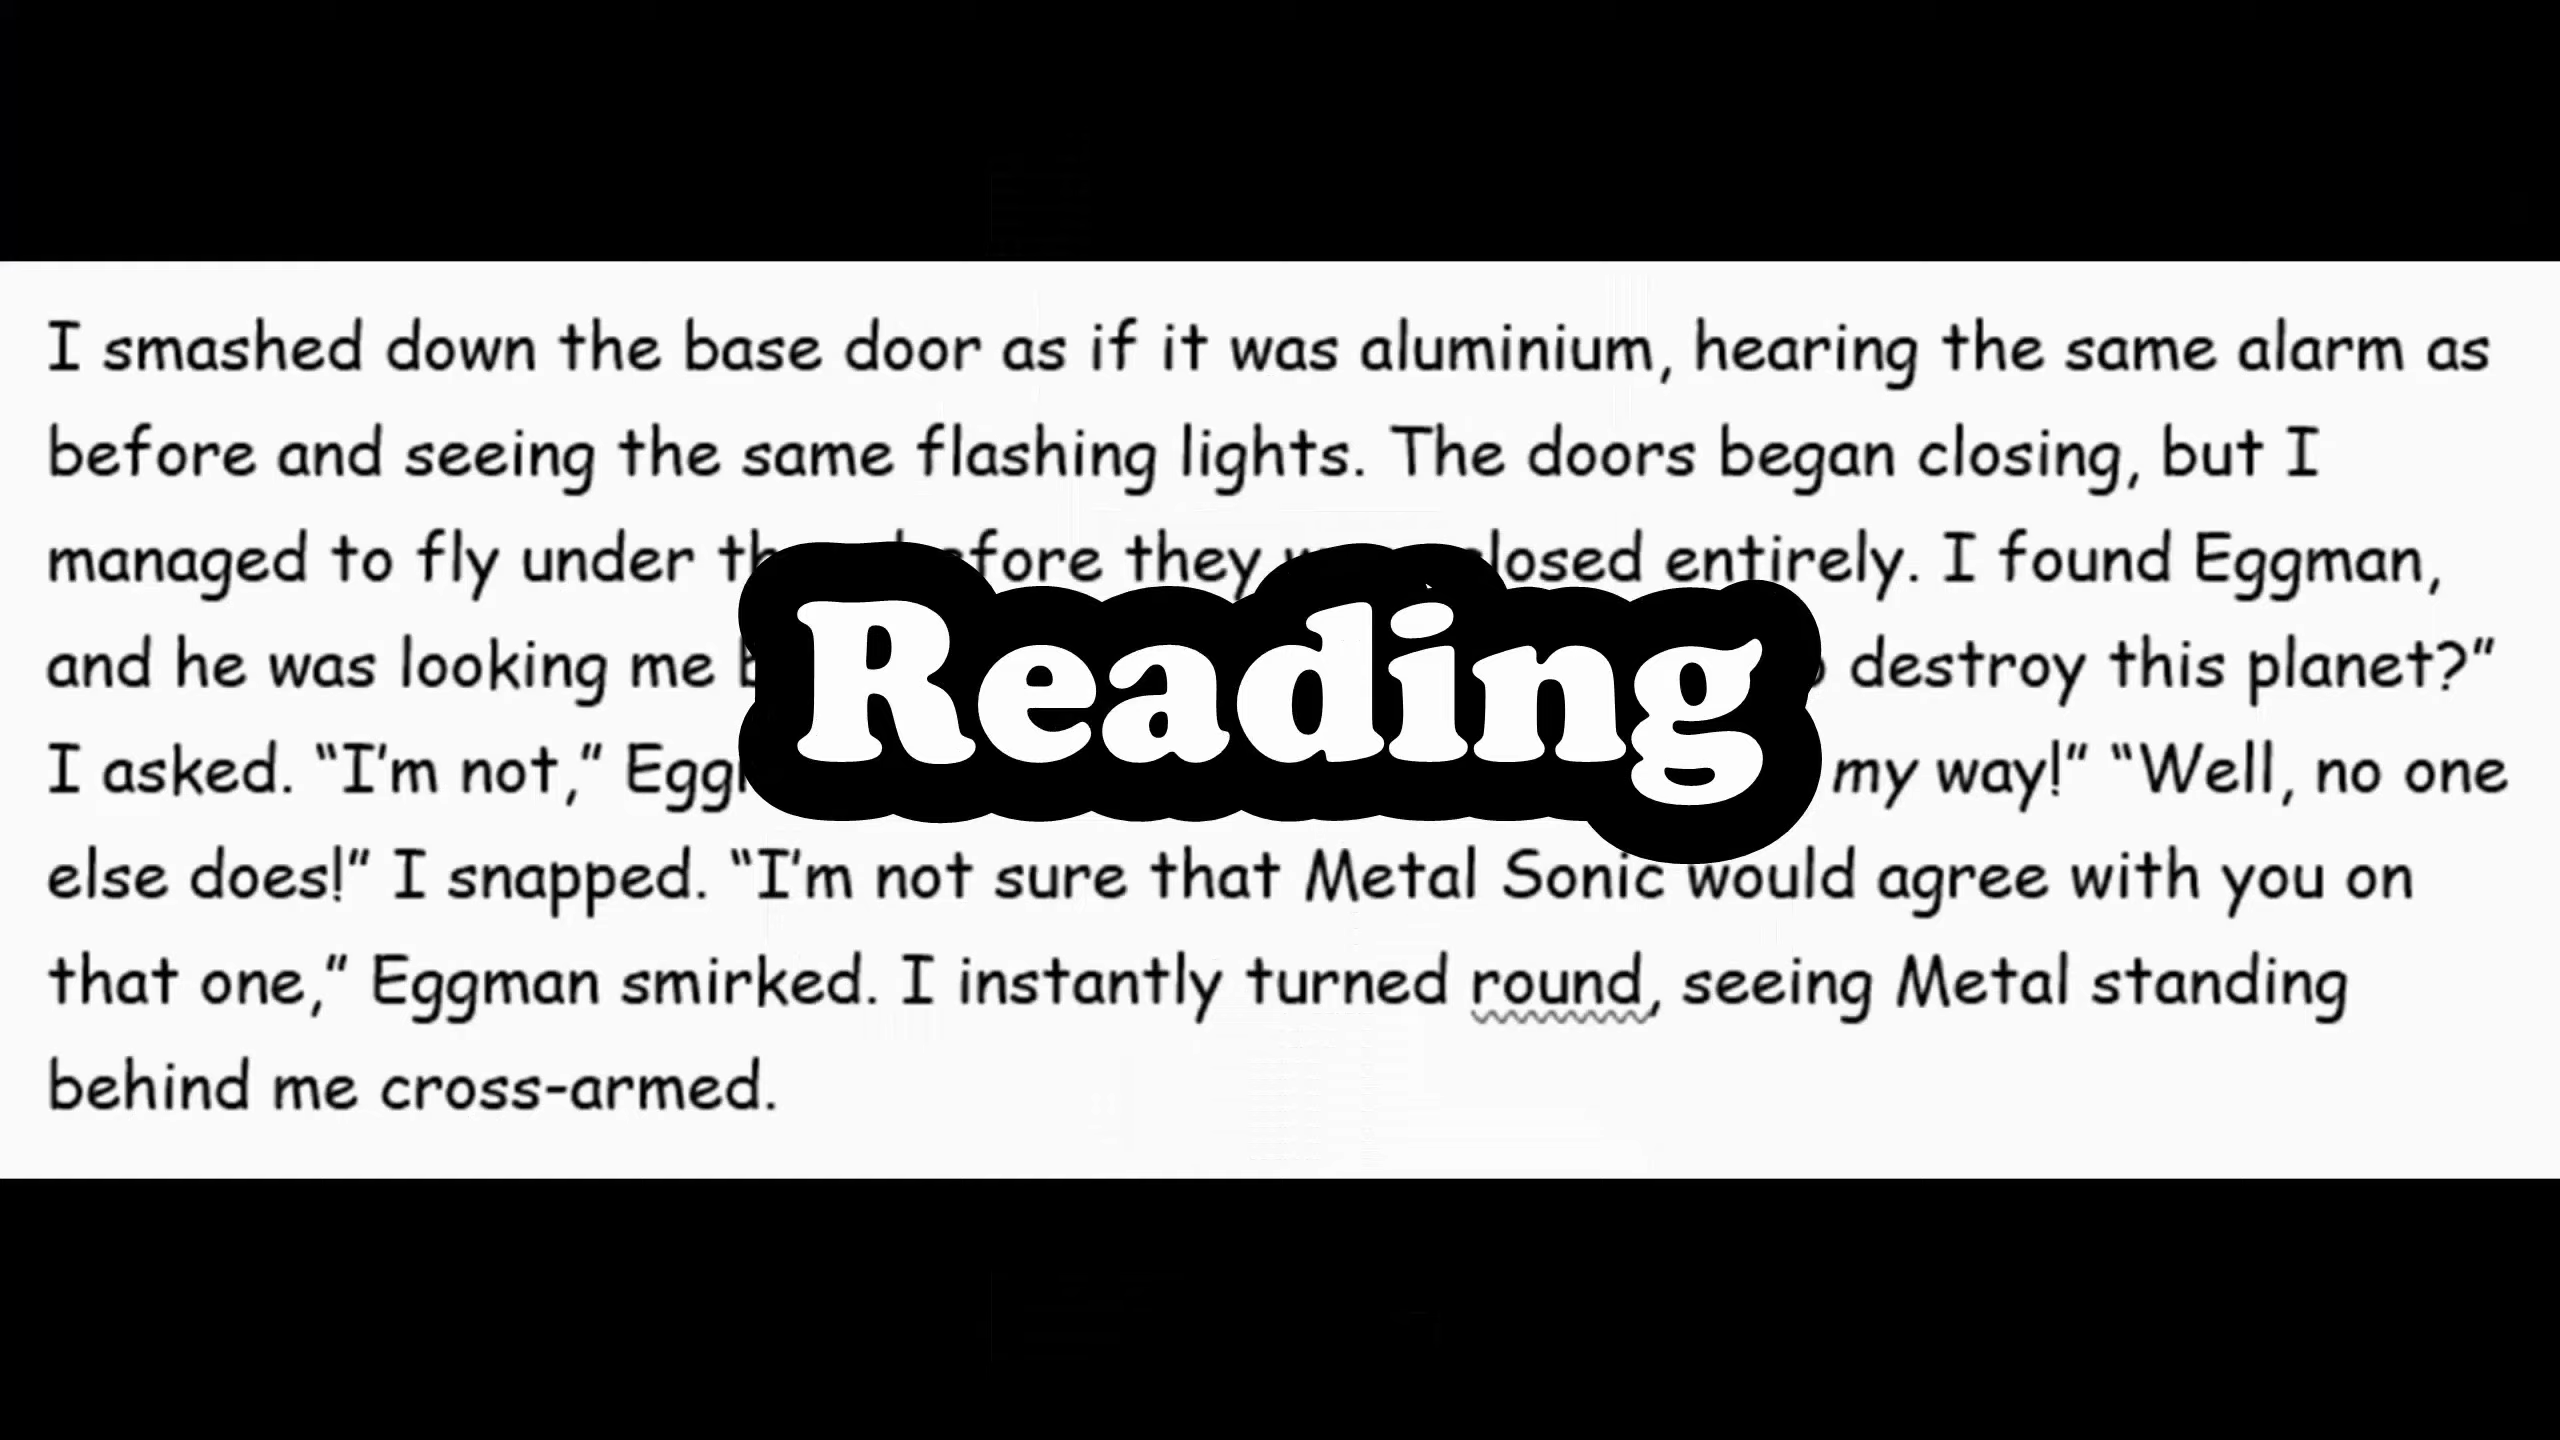 I smashed down the base door as if it was aluminium, hearing the same alarm as
before and seeing the same flashing lights. The doors began closing, but I
managed to fly under before they closed entirely. I found Eggman,
and he was looking me destroy this planet?”
I asked. “I’m not,” my way!” “Well, no one
else does!” I snapped. “I’m not sure that Metal Sonic would agree with you on
that one,” Eggman smirked. I instantly turned round, seeing Metal standing
behind me cross-armed.
Reading